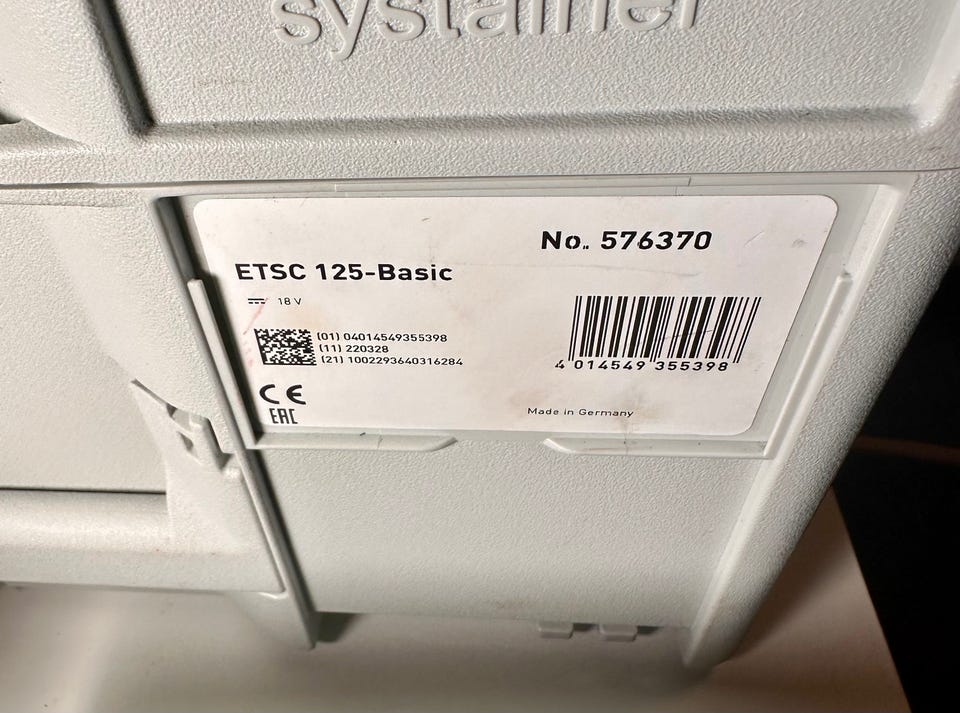 systainer
No. 576370
ETSC 125-Basic
18 V
(01) 04014549355398
(11) 220328
(21) 1002293640316284
4 014549 355398
CE
EAC
Made in Germany